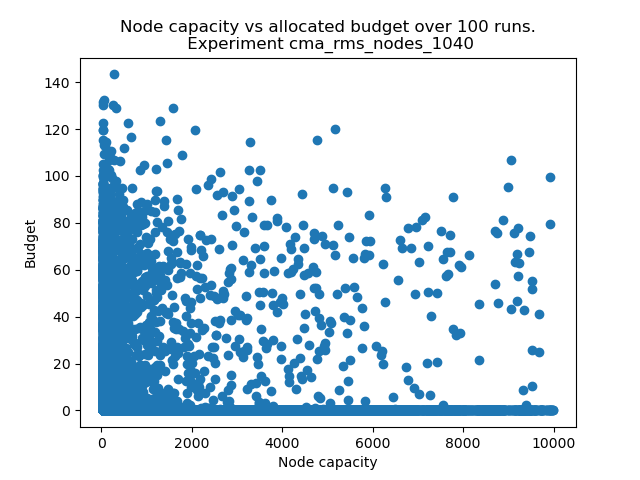 Node capacity vs allocated budget over 100 runs.
Experiment cma_rms_nodes_1040
140
120
100
80
60
40
20
0
Budget
0 2000 4000 6000 8000 10000
Node capacity